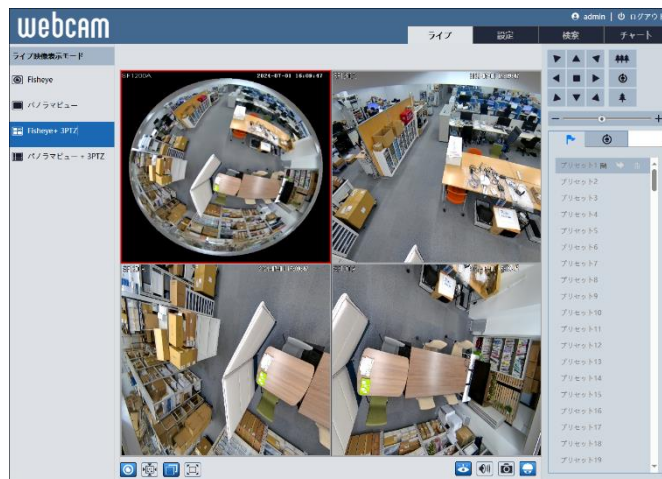 webcam
admin | ログアウト
ライブ
設定
検索
チャート
ライブ映像表示モード
Fisheye
パノラマビュー
Fisheye+ 3PTZ
パノラマビュー + 3PTZ
2024-07-01 16:00:47
プリセット1
プリセット2
プリセット3
プリセット4
プリセット5
プリセット6
プリセット7
プリセット8
プリセット9
プリセット10
プリセット11
プリセット12
プリセット13
プリセット14
プリセット15
プリセット16
プリセット17
プリセット18
プリセット19